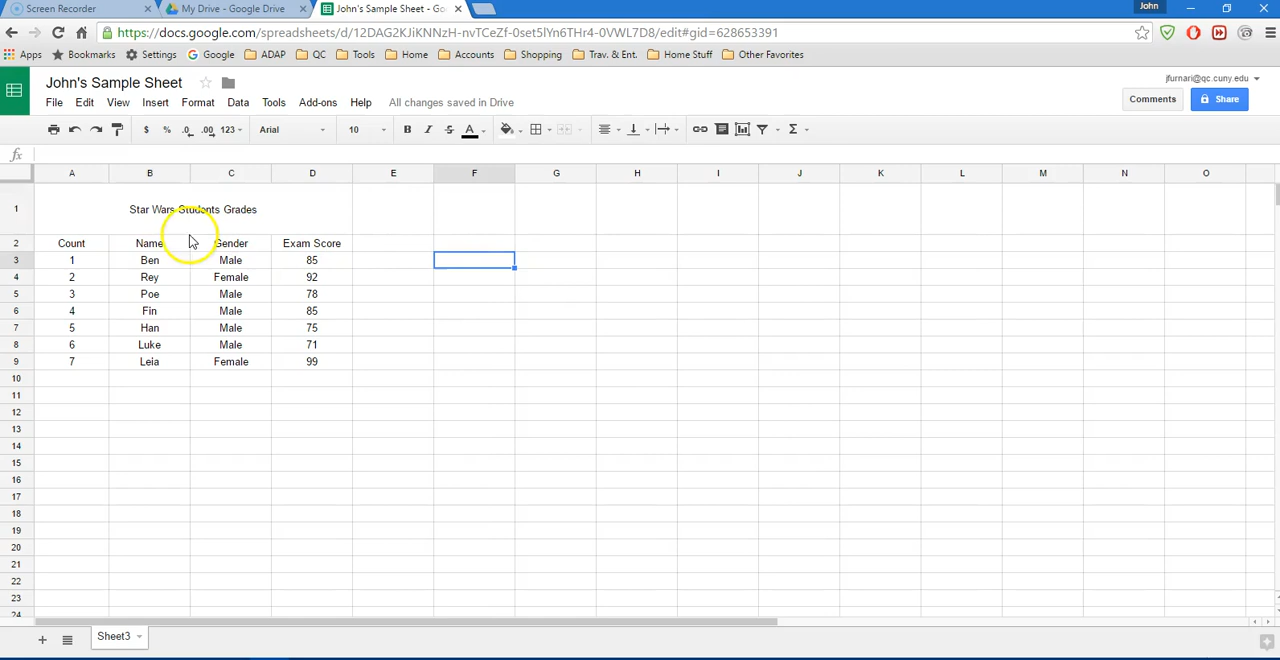 Screen Recorder
My Drive - Google Drive
John's Sample Sheet - Go
John
https://docs.google.com/spreadsheets/d/12DAG2KJiKNNzH-nvTCeZf-0set5IYn6THr4-0VWL7D8/edit#gid=628653391
Apps Bookmarks Settings Google ADAP QC Tools Home Accounts Shopping Trav. & Ent. Home Stuff Other Favorites
John's Sample Sheet
jfurnari@qc.cuny.edu
File Edit View Insert Format Data Tools Add-ons Help All changes saved in Drive
Comments Share
$ % .0 .00 123 Arial 10 B I S A Σ
fx
A B C D E F G H I J K L M N O
1 Star Wars Students Grades
2 Count Name Gender Exam Score
3 1 Ben Male 85
4 2 Rey Female 92
5 3 Poe Male 78
6 4 Fin Male 85
7 5 Han Male 75
8 6 Luke Male 71
9 7 Leia Female 99
10
11
12
13
14
15
16
17
18
19
20
21
22
23
24
Sheet3